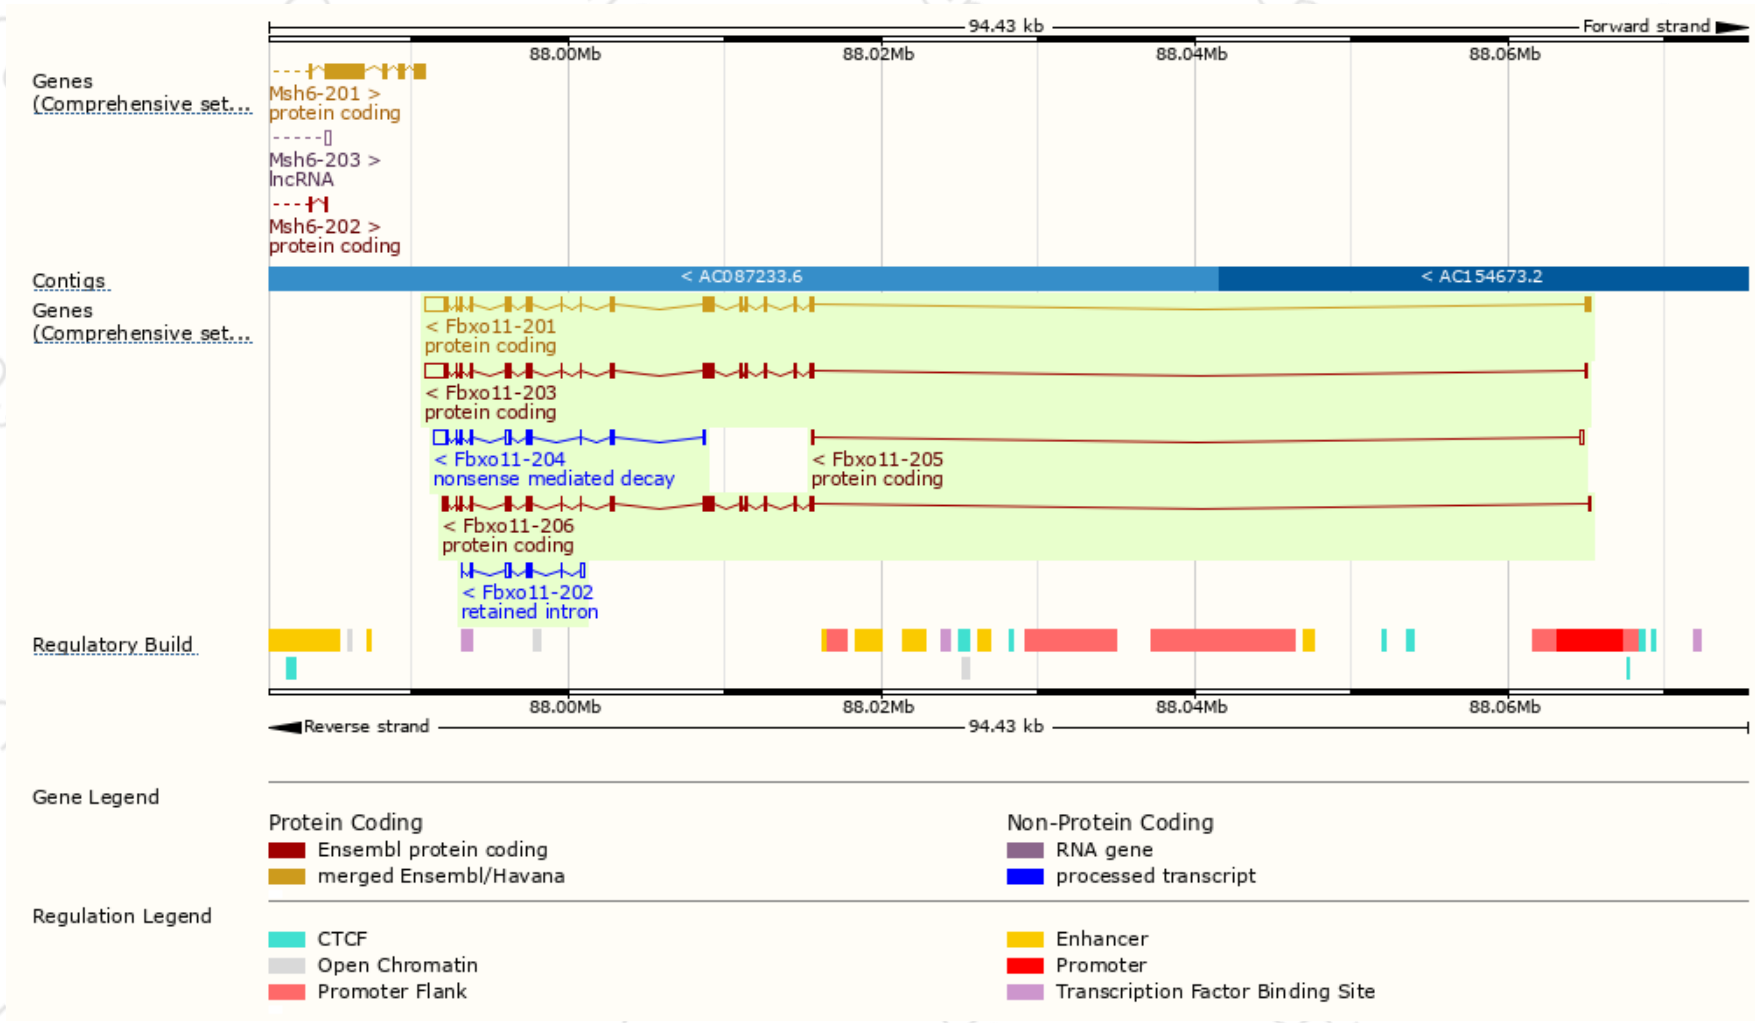 94.43 kb Forward strand
88.00Mb 88.02Mb 88.04Mb 88.06Mb
Genes
(Comprehensive set...
Msh6-201 >
protein coding
Msh6-203 >
lncRNA
Msh6-202 >
protein coding
Contigs < AC087233.6 < AC154673.2
Genes
(Comprehensive set...
< Fbxo11-201
protein coding
< Fbxo11-203
protein coding
< Fbxo11-204 < Fbxo11-205
nonsense mediated decay protein coding
< Fbxo11-206
protein coding
< Fbxo11-202
retained intron
Regulatory Build
88.00Mb 88.02Mb 88.04Mb 88.06Mb
Reverse strand 94.43 kb
Gene Legend
Protein Coding Non-Protein Coding
Ensembl protein coding RNA gene
merged Ensembl/Havana processed transcript
Regulation Legend
CTCF Enhancer
Open Chromatin Promoter
Promoter Flank Transcription Factor Binding Site